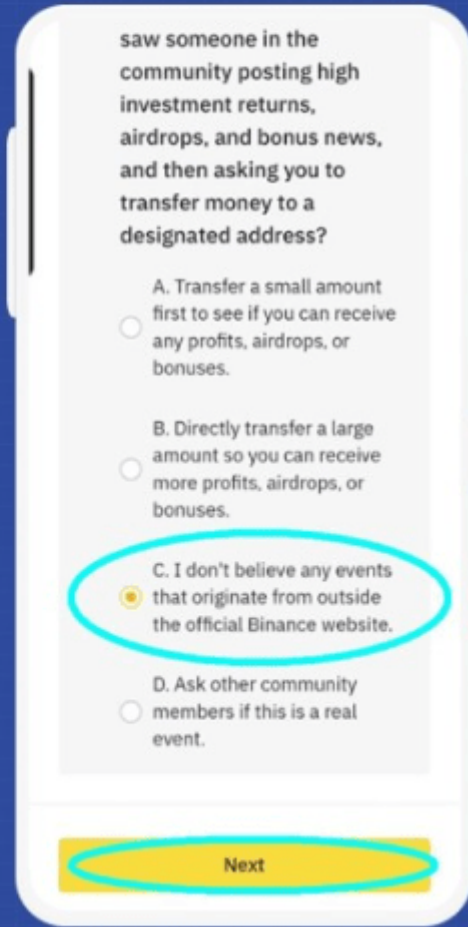 saw someone in the
community posting high
investment returns,
airdrops, and bonus news,
and then asking you to
transfer money to a
designated address?
A. Transfer a small amount
first to see if you can receive
any profits, airdrops, or
bonuses.
B. Directly transfer a large
amount so you can receive
more profits, airdrops, or
bonuses.
C. I don't believe any events
that originate from outside
the official Binance website.
D. Ask other community
members if this is a real
event.
Next